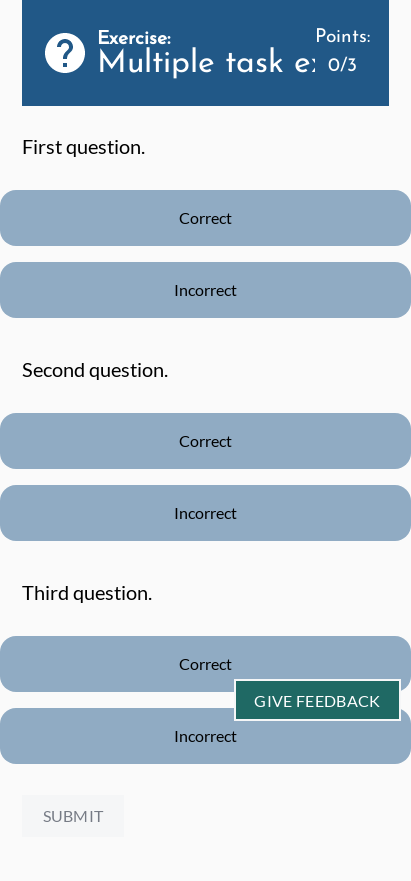 Exercise:
Points:
Multiple task ex
0/3
First question.
Correct
Incorrect
Second question.
Correct
Incorrect
Third question.
Correct
GIVE FEEDBACK
Incorrect
SUBMIT